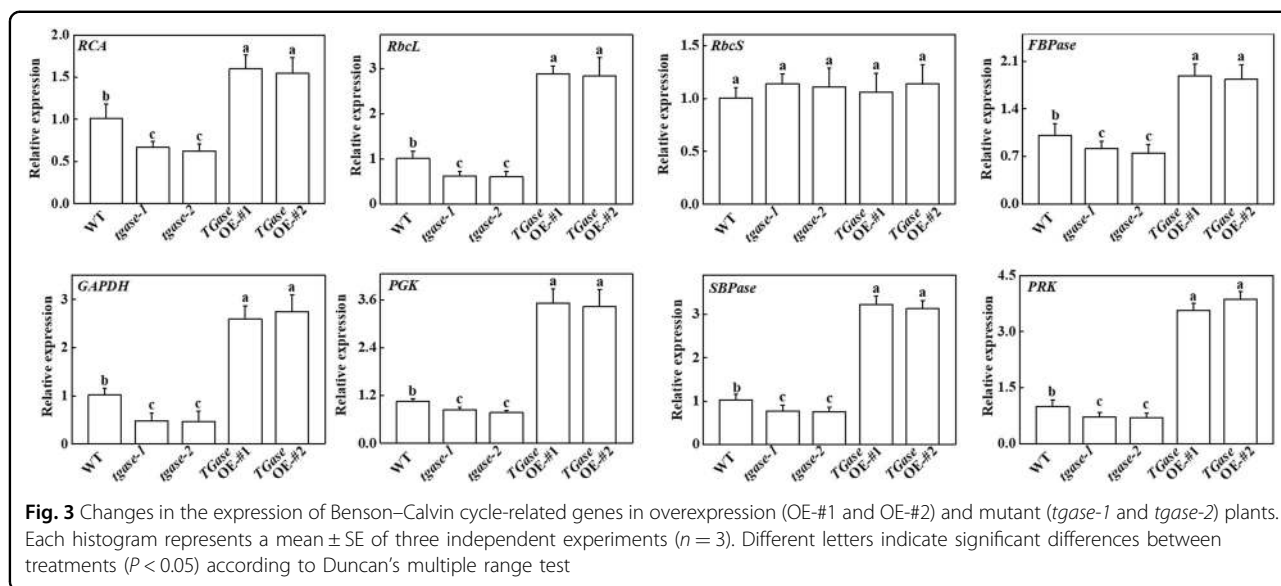 RCA
Relative expression
2.0
1.5
1.0
0.5
0.0
b
c
c
a
a
WT
tgase-1
tgase-2
TGase OE-#1
TGase OE-#2
RbcL
Relative expression
3
2
1
0
b
c
c
a
a
WT
tgase-1
tgase-2
TGase OE-#1
TGase OE-#2
RbcS
Relative expression
1.5
1.0
0.5
0.0
a
a
a
a
a
WT
tgase-1
tgase-2
TGase OE-#1
TGase OE-#2
FBPase
Relative expression
2.1
1.4
0.7
0.0
b
c
c
a
a
WT
tgase-1
tgase-2
TGase OE-#1
TGase OE-#2
GAPDH
Relative expression
3
2
1
0
b
c
c
a
a
WT
tgase-1
tgase-2
TGase OE-#1
TGase OE-#2
PGK
Relative expression
3.6
2.4
1.2
0.0
b
c
c
a
a
WT
tgase-1
tgase-2
TGase OE-#1
TGase OE-#2
SBPase
Relative expression
3
2
1
0
b
c
c
a
a
WT
tgase-1
tgase-2
TGase OE-#1
TGase OE-#2
PRK
Relative expression
4.5
3.0
1.5
0.0
b
c
c
a
a
WT
tgase-1
tgase-2
TGase OE-#1
TGase OE-#2
Fig. 3 Changes in the expression of Benson–Calvin cycle-related genes in overexpression (OE-#1 and OE-#2) and mutant (tgase-1 and tgase-2) plants.
Each histogram represents a mean ± SE of three independent experiments (n = 3). Different letters indicate significant differences between
treatments (P < 0.05) according to Duncan's multiple range test